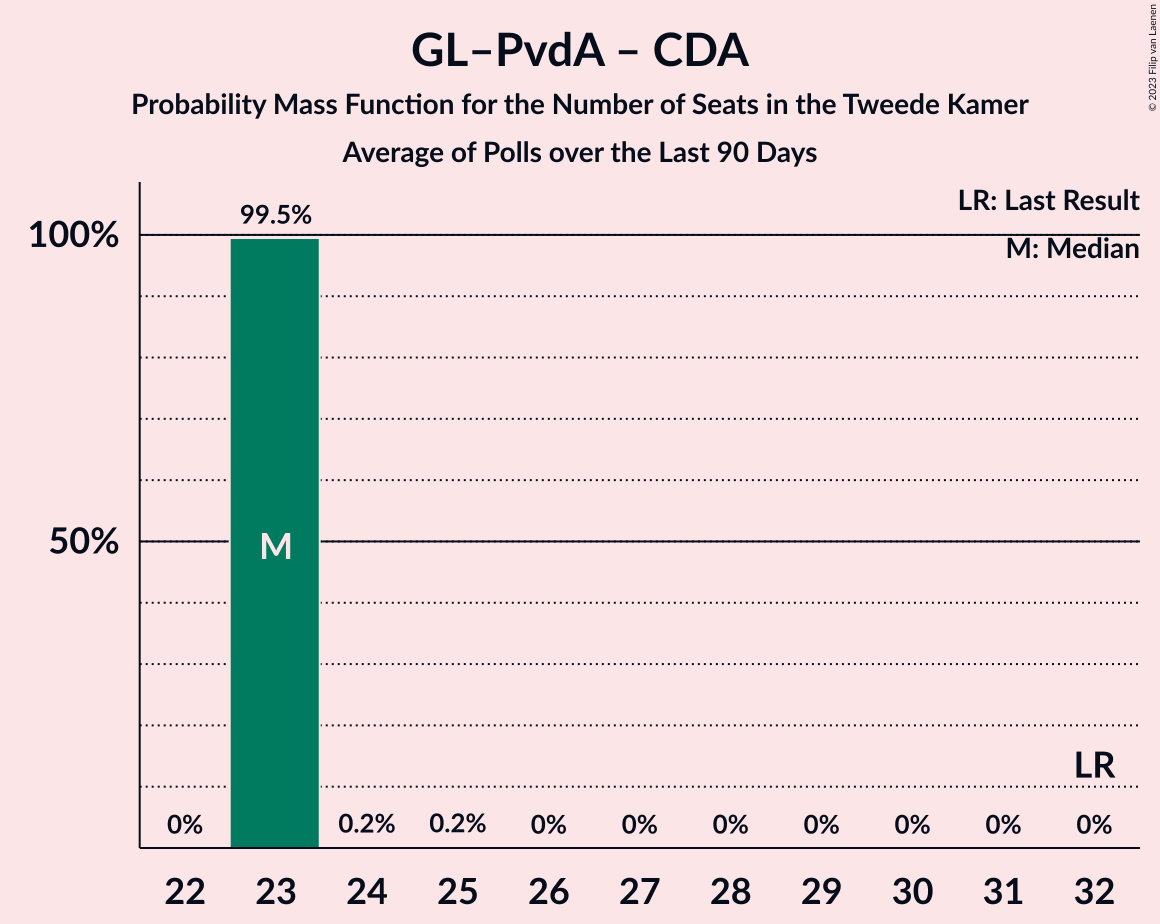 GL–PvdA – CDA
Probability Mass Function for the Number of Seats in the Tweede Kamer
Average of Polls over the Last 90 Days
© 2023 Filip van Laenen
LR: Last Result
M: Median
99.5%
100%
50%
M
LR
0% 0.2% 0.2% 0% 0% 0% 0% 0% 0% 0%
22 23 24 25 26 27 28 29 30 31 32